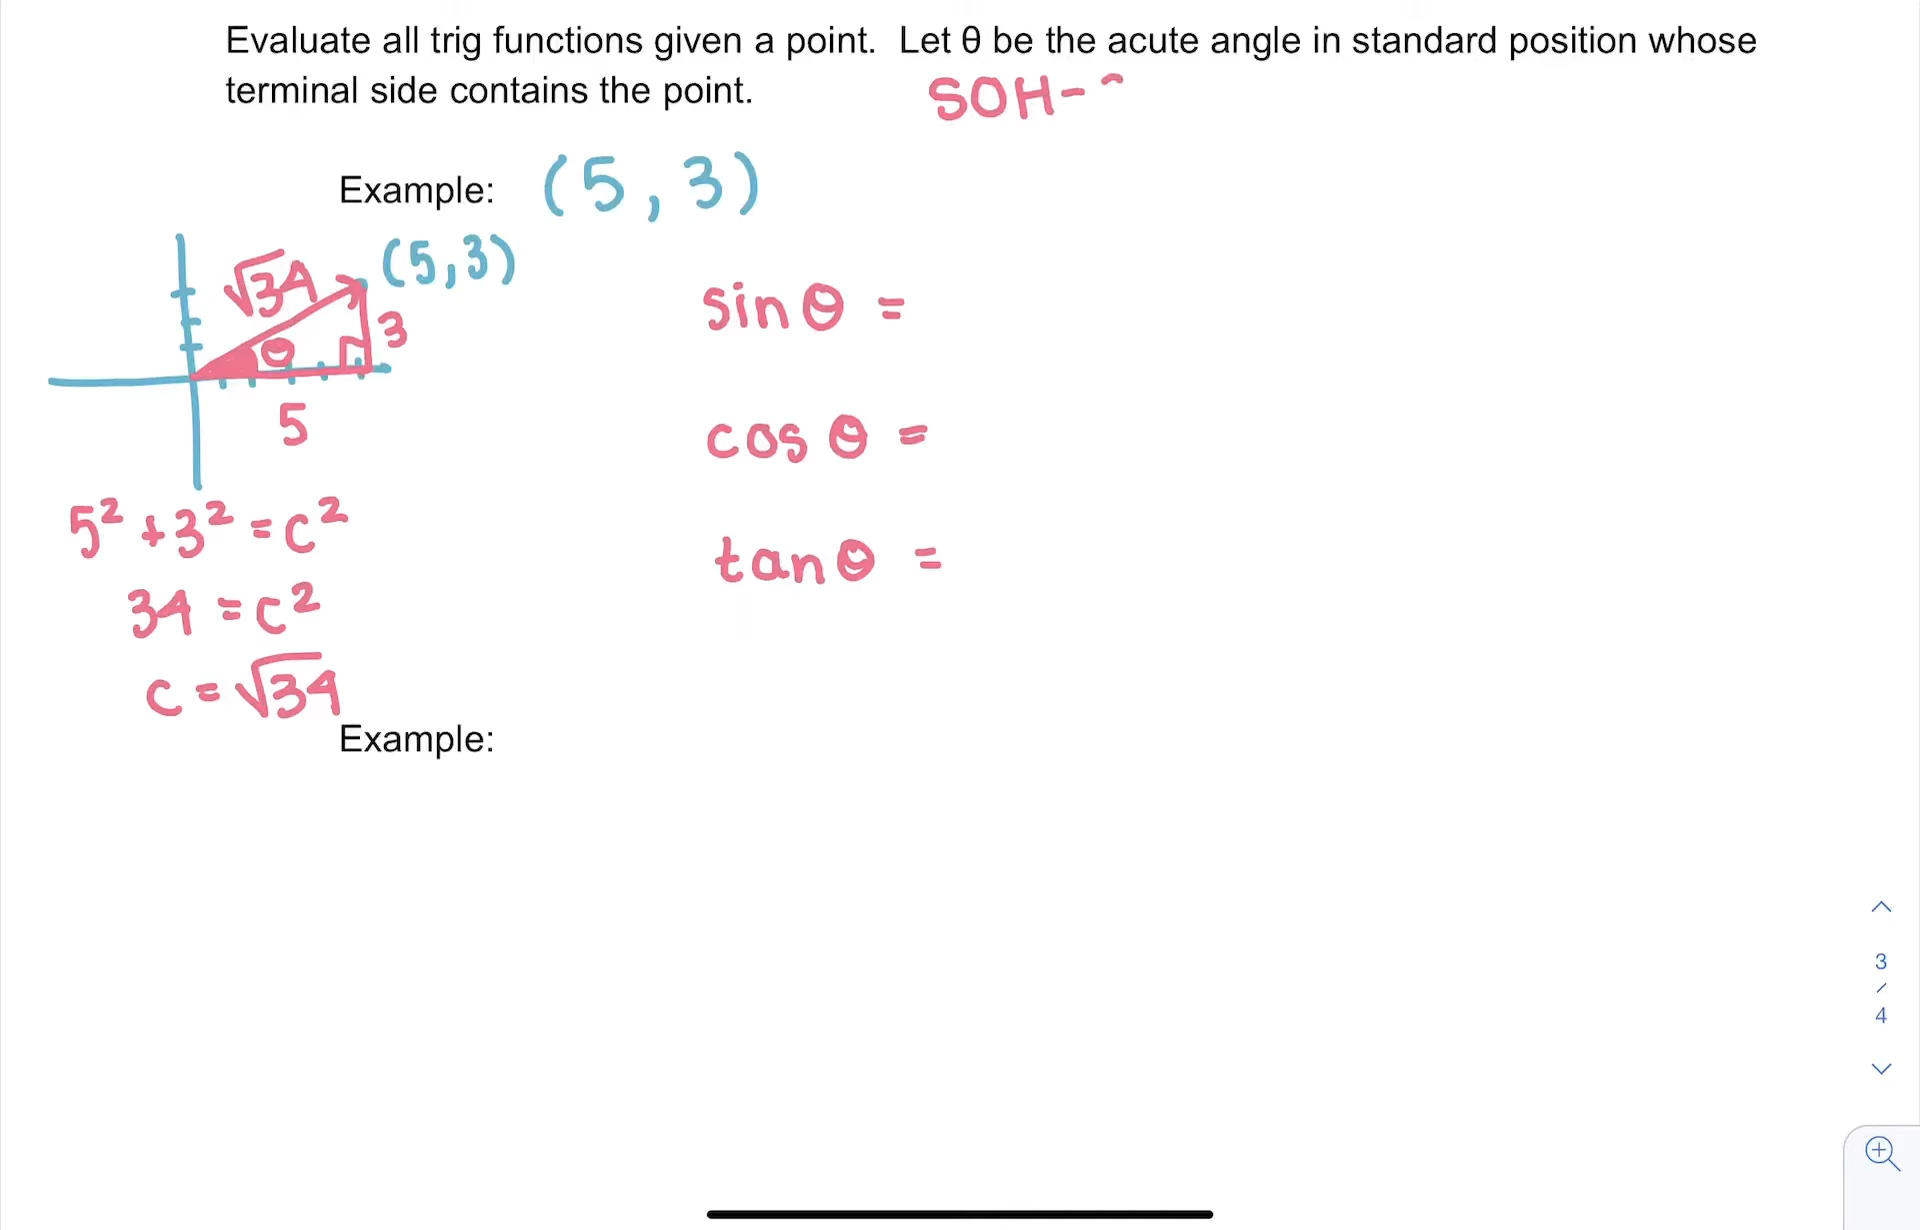 Evaluate all trig functions given a point. Let θ be the acute angle in standard position whose
terminal side contains the point.
SOH-
Example: (5,3)
(5,3)
√34
3
θ
5
sin θ =
cos θ =
tan θ =
5² + 3² = c²
34 = c²
c = √34
Example:
3
/
4